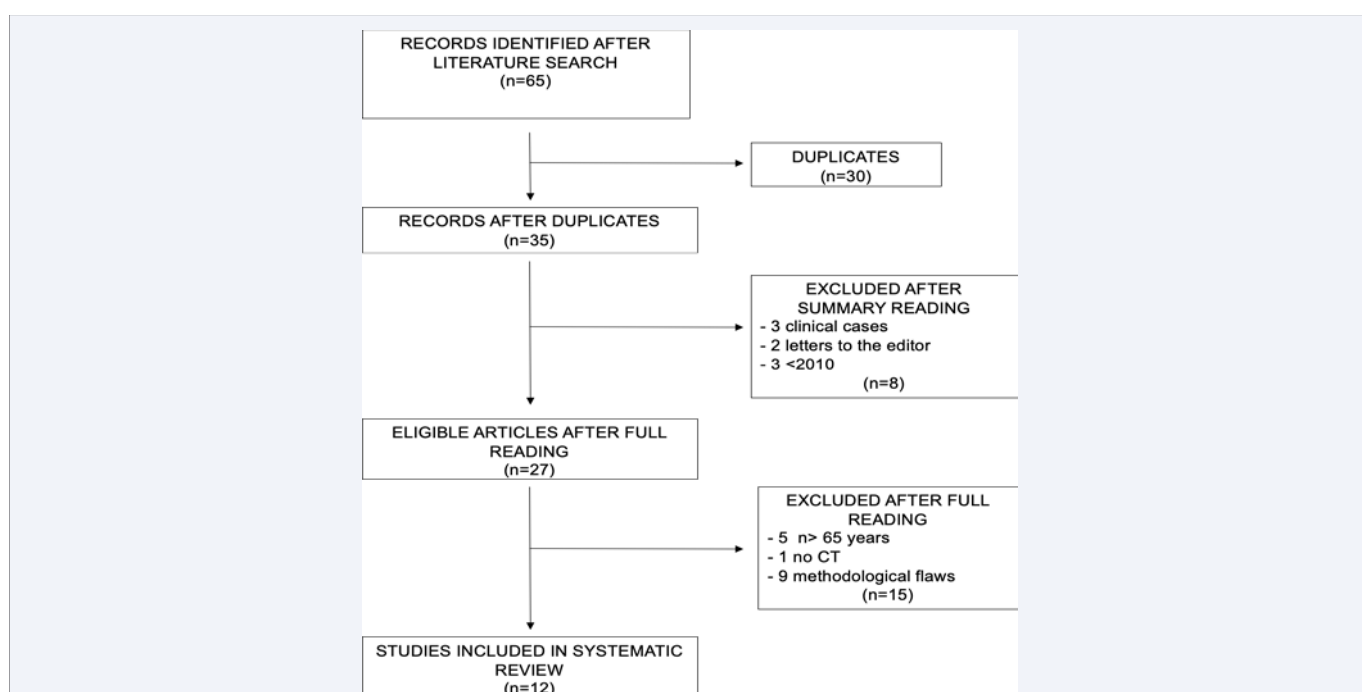 RECORDS IDENTIFIED AFTER
LITERATURE SEARCH
(n=65)
DUPLICATES
(n=30)
RECORDS AFTER DUPLICATES
(n=35)
EXCLUDED AFTER
SUMMARY READING
- 3 clinical cases
- 2 letters to the editor
- 3 <2010
(n=8)
ELIGIBLE ARTICLES AFTER FULL
READING
(n=27)
EXCLUDED AFTER FULL
READING
- 5 n> 65 years
- 1 no CT
- 9 methodological flaws
(n=15)
STUDIES INCLUDED IN SYSTEMATIC
REVIEW
(n=12)